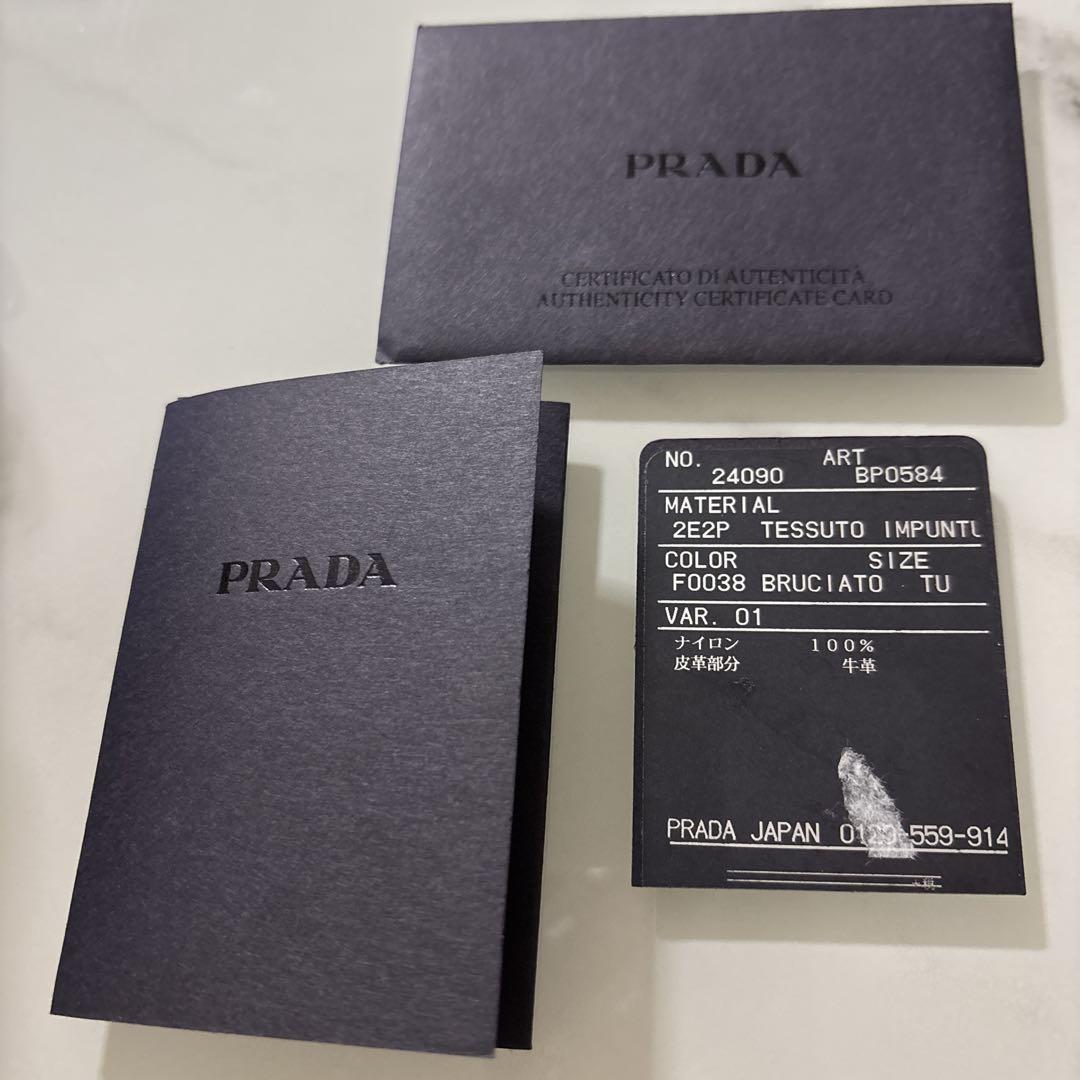 PRADA
CERTIFICATO DI AUTENTICITÀ
AUTHENTICITY CERTIFICATE CARD
PRADA
NO. ART
24090 BP0584
MATERIAL
2E2P TESSUTO IMPUNTU
COLOR SIZE
F0038 BRUCIATO TU
VAR. 01
ナイロン 100%
皮革部分 牛革
PRADA JAPAN 0120-559-914